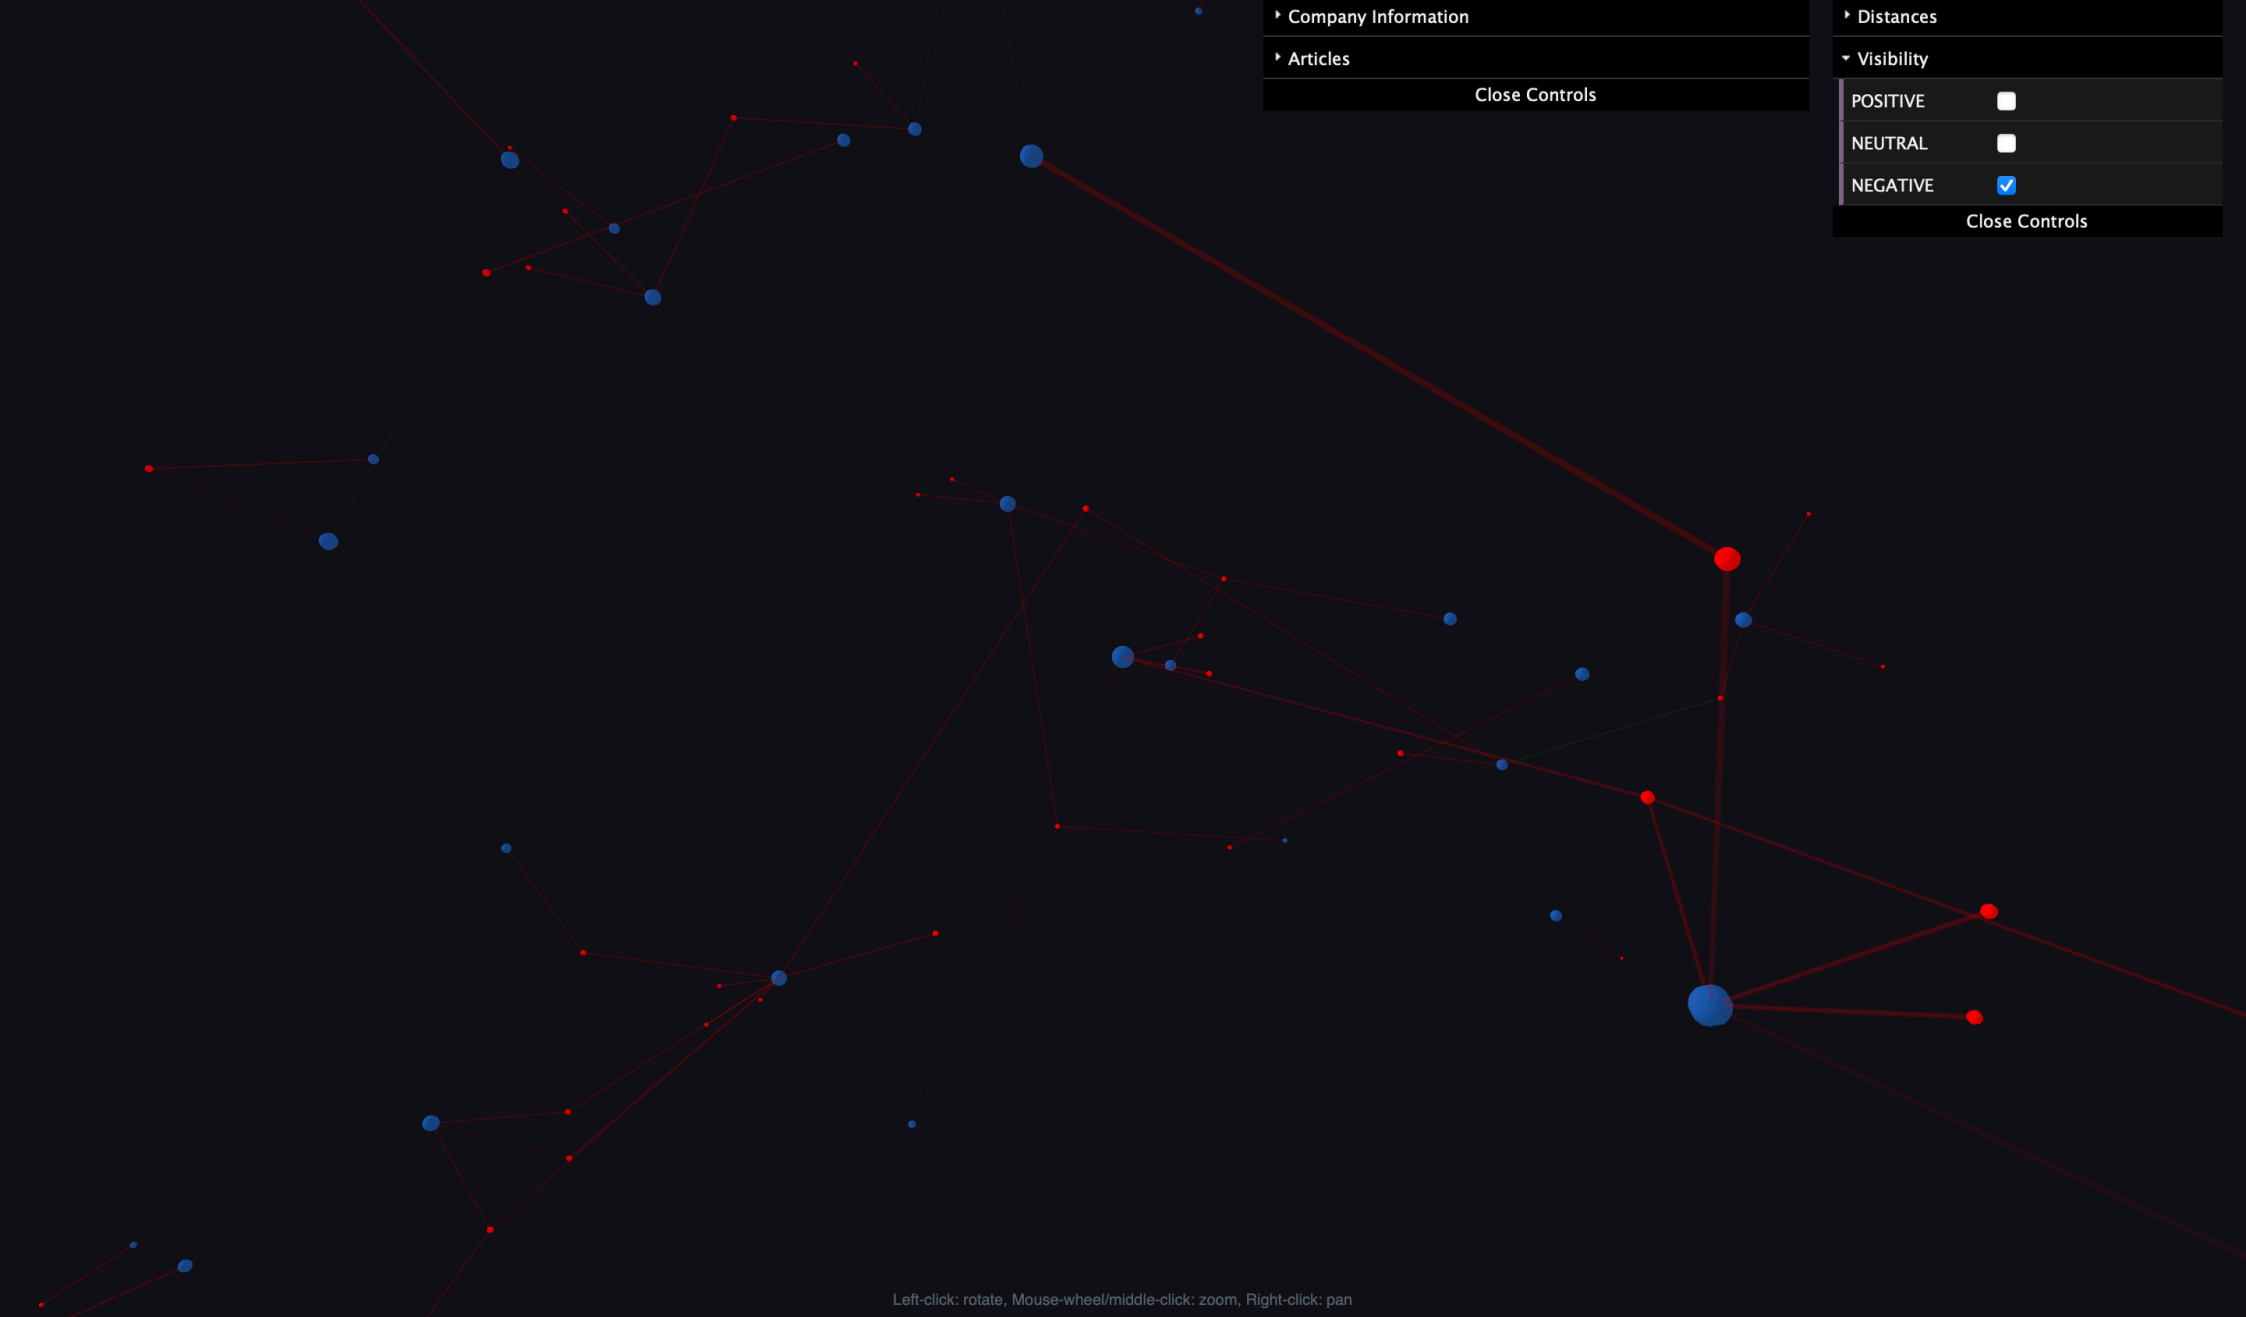 Company Information
Articles
Close Controls
Distances
Visibility
POSITIVE
NEUTRAL
NEGATIVE
Close Controls
Left-click: rotate, Mouse-wheel/middle-click: zoom, Right-click: pan